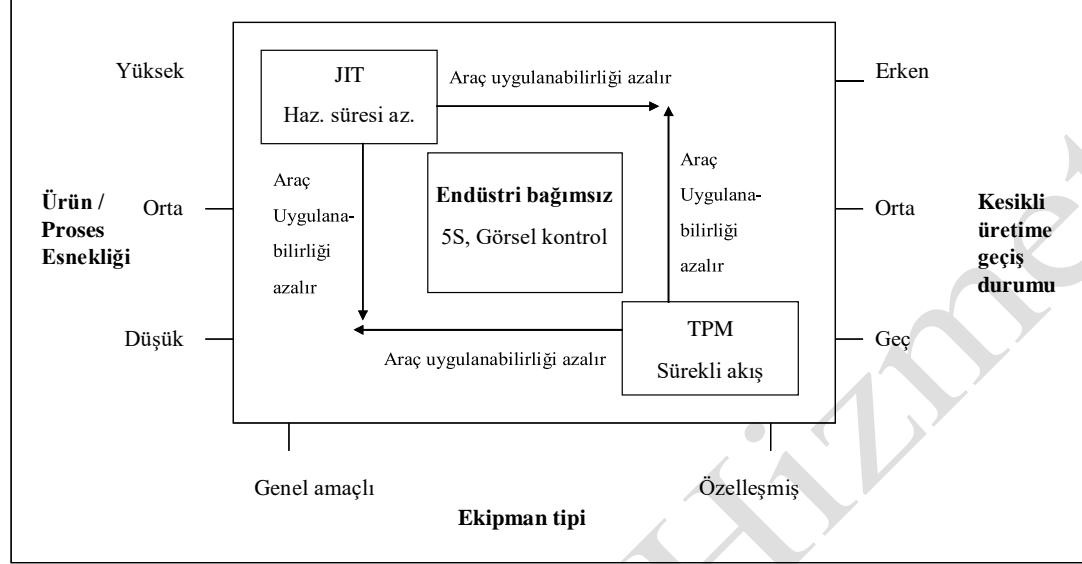 Yüksek
JIT
Haz. süresi az.
Araç uygulanabilirliği azalır
Erken
Ürün /
Proses
Esnekliği
Orta
Araç
Uygulana-
bilirliği
azalır
Endüstri bağımsız
5S, Görsel kontrol
Araç
Uygulana-
bilirliği
azalır
Orta
Kesikli
üretime
geçiş
durumu
Düşük
Araç uygulanabilirliği azalır
TPM
Sürekli akış
Geç
Genel amaçlı
Özelleşmiş
Ekipman tipi
Hizmet